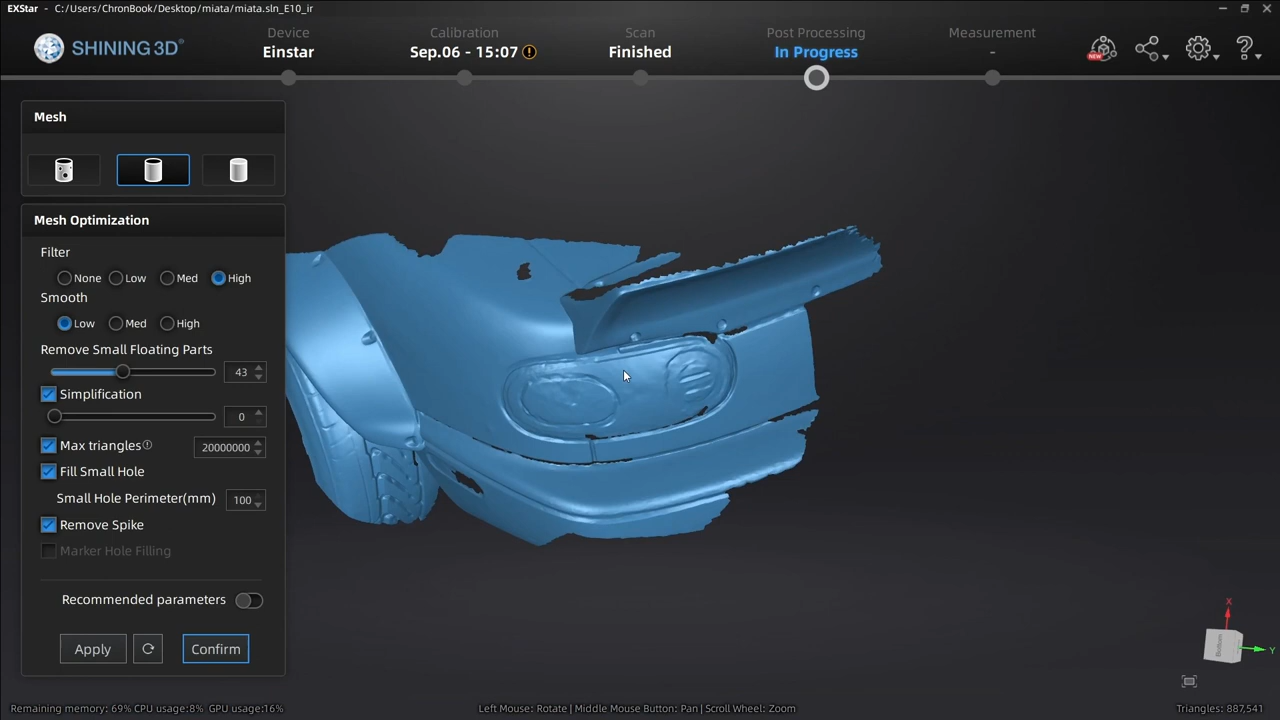 EXStar - C:/Users/ChronBook/Desktop/miata/miata.sln_E10_ir
SHINING 3D®
Device
Einstar
Calibration
Sep.06 - 15:07
Scan
Finished
Post Processing
In Progress
Measurement
-
NEW
Mesh
Mesh Optimization
Filter
None Low Med High
Smooth
Low Med High
Remove Small Floating Parts
43
Simplification
0
Max triangles 20000000
Fill Small Hole
Small Hole Perimeter(mm) 100
Remove Spike
Marker Hole Filling
Recommended parameters
Apply Confirm
X
Bottom
Y
Remaining memory: 69% CPU usage:8% GPU usage:16%
Left Mouse: Rotate | Middle Mouse Button: Pan | Scroll Wheel: Zoom
Triangles: 887,541